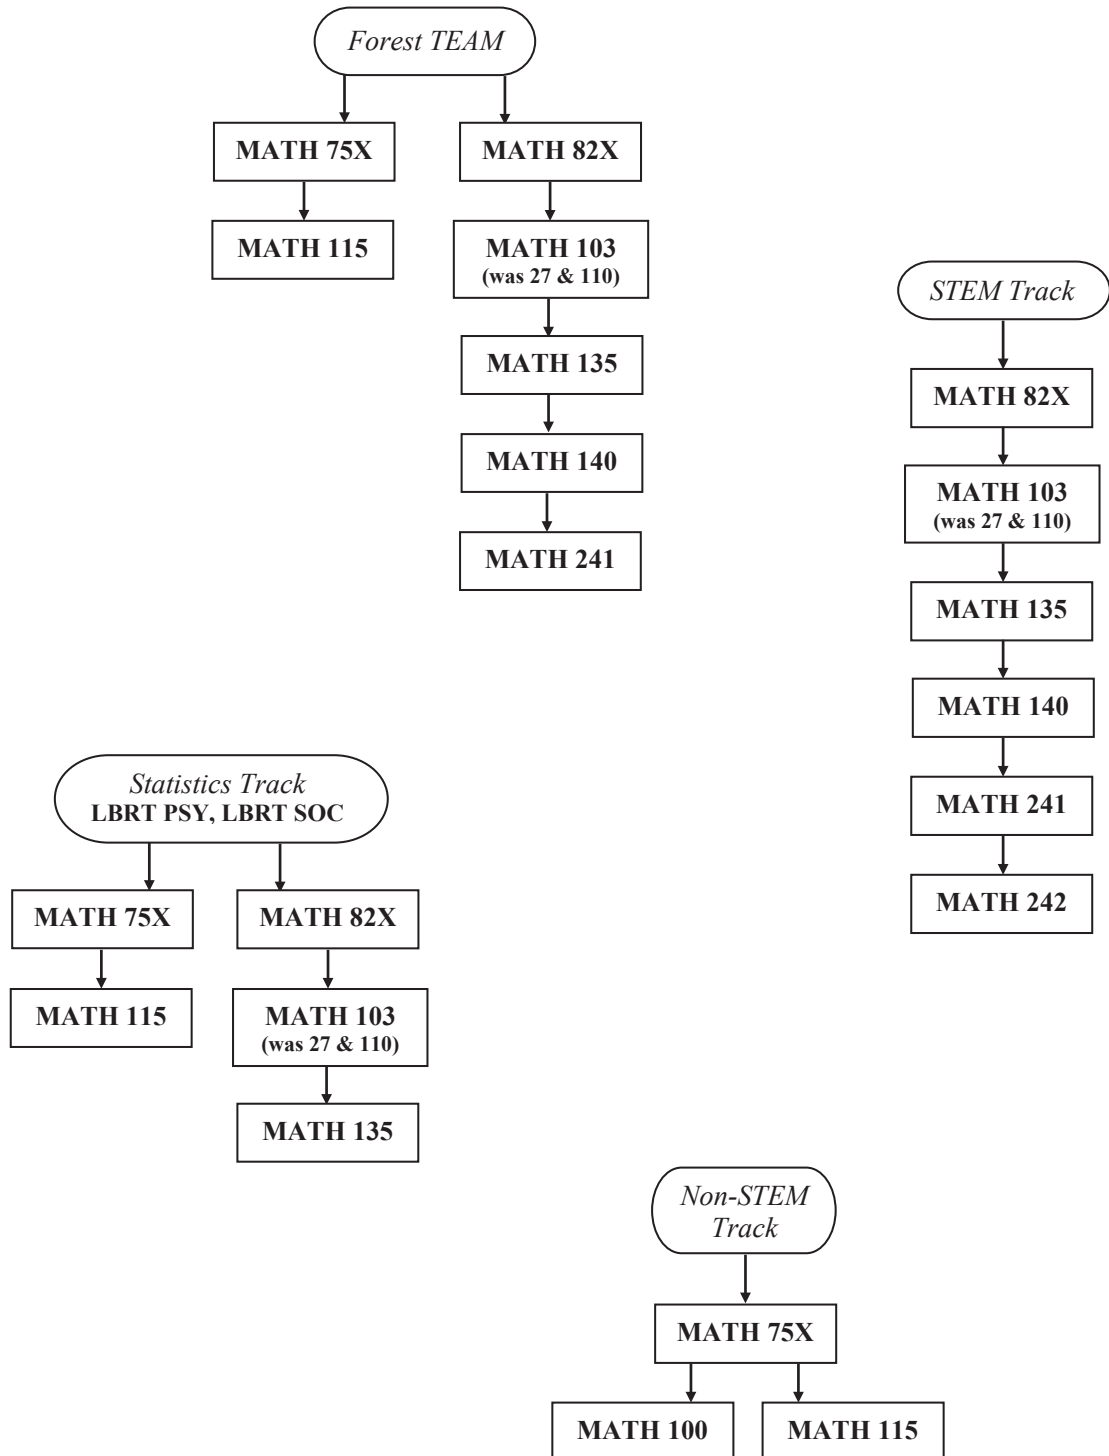 Forest TEAM
MATH 75X
MATH 82X
MATH 115
MATH 103
(was 27 & 110)
MATH 135
MATH 140
MATH 241
STEM Track
MATH 82X
MATH 103
(was 27 & 110)
MATH 135
MATH 140
MATH 241
MATH 242
Statistics Track
LBRT PSY, LBRT SOC
MATH 75X
MATH 82X
MATH 115
MATH 103
(was 27 & 110)
MATH 135
Non-STEM
Track
MATH 75X
MATH 100
MATH 115